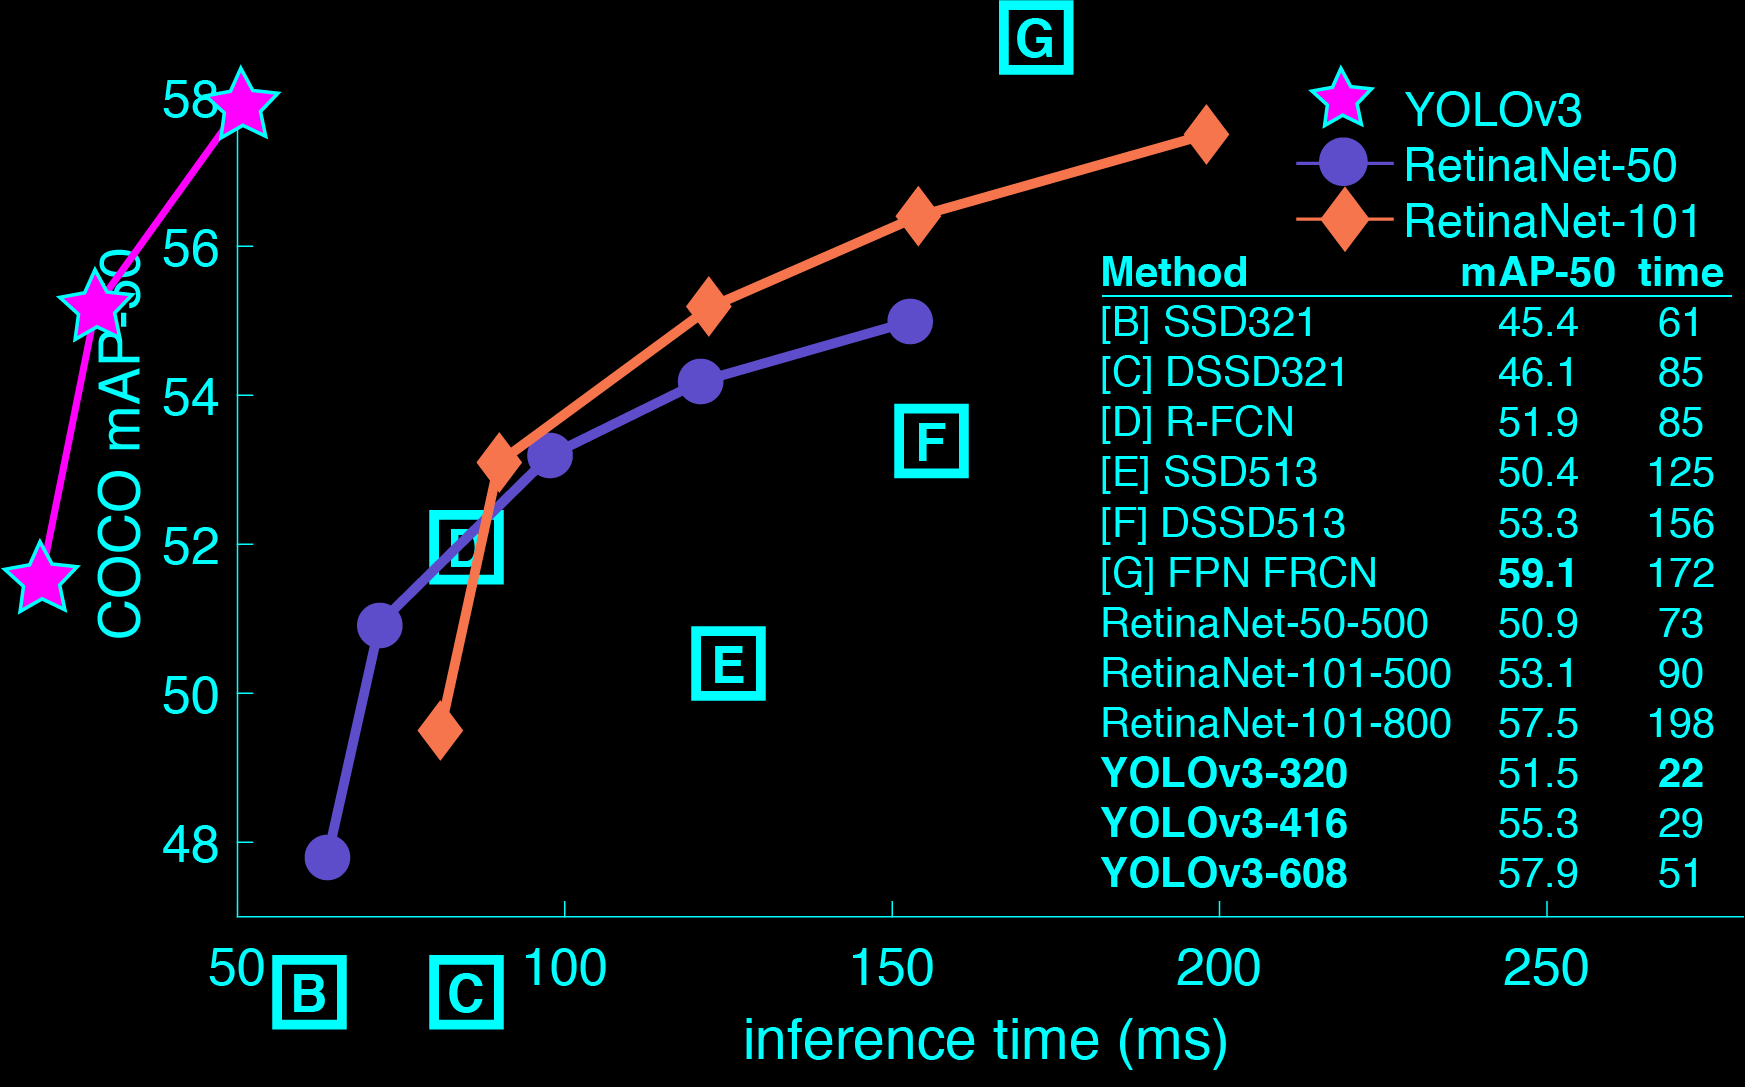 G
58
56
54
52
50
48
COCO mAP-50
D
E
F
YOLOv3
RetinaNet-50
RetinaNet-101
Method mAP-50 time
[B] SSD321 45.4 61
[C] DSSD321 46.1 85
[D] R-FCN 51.9 85
[E] SSD513 50.4 125
[F] DSSD513 53.3 156
[G] FPN FRCN 59.1 172
RetinaNet-50-500 50.9 73
RetinaNet-101-500 53.1 90
RetinaNet-101-800 57.5 198
YOLOv3-320 51.5 22
YOLOv3-416 55.3 29
YOLOv3-608 57.9 51
50 100 150 200 250
B C
inference time (ms)